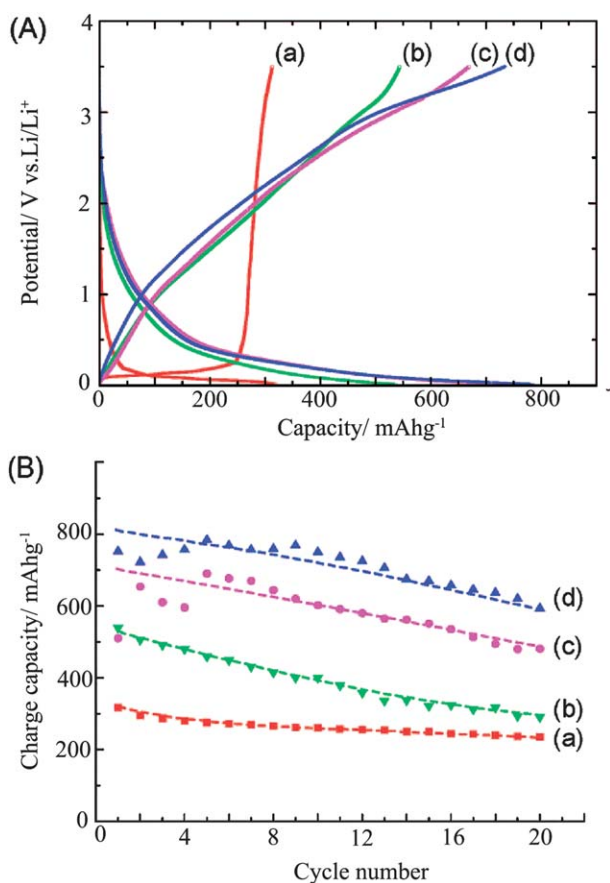 (A)
4
3
2
1
0
Potential/ V vs.Li/Li⁺
(a)
(b)
(c)
(d)
0
200
400
600
800
Capacity/ mAhg⁻¹
(B)
800
600
400
200
0
Charge capacity/ mAhg⁻¹
(d)
(c)
(b)
(a)
0
4
8
12
16
20
Cycle number